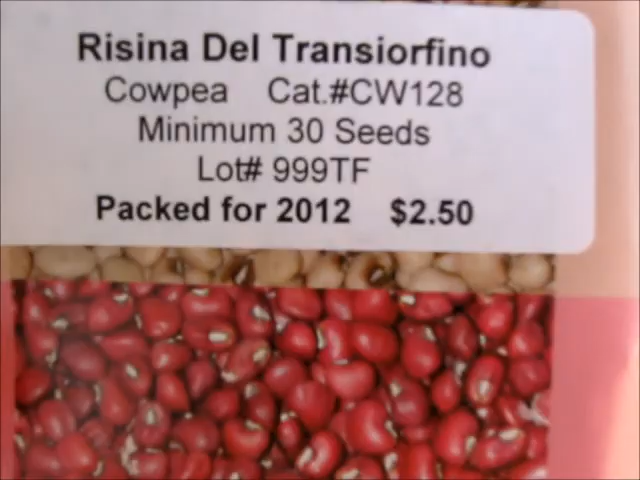 Risina Del Transiorfino
Cowpea Cat.#CW128
Minimum 30 Seeds
Lot# 999TF
Packed for 2012 $2.50